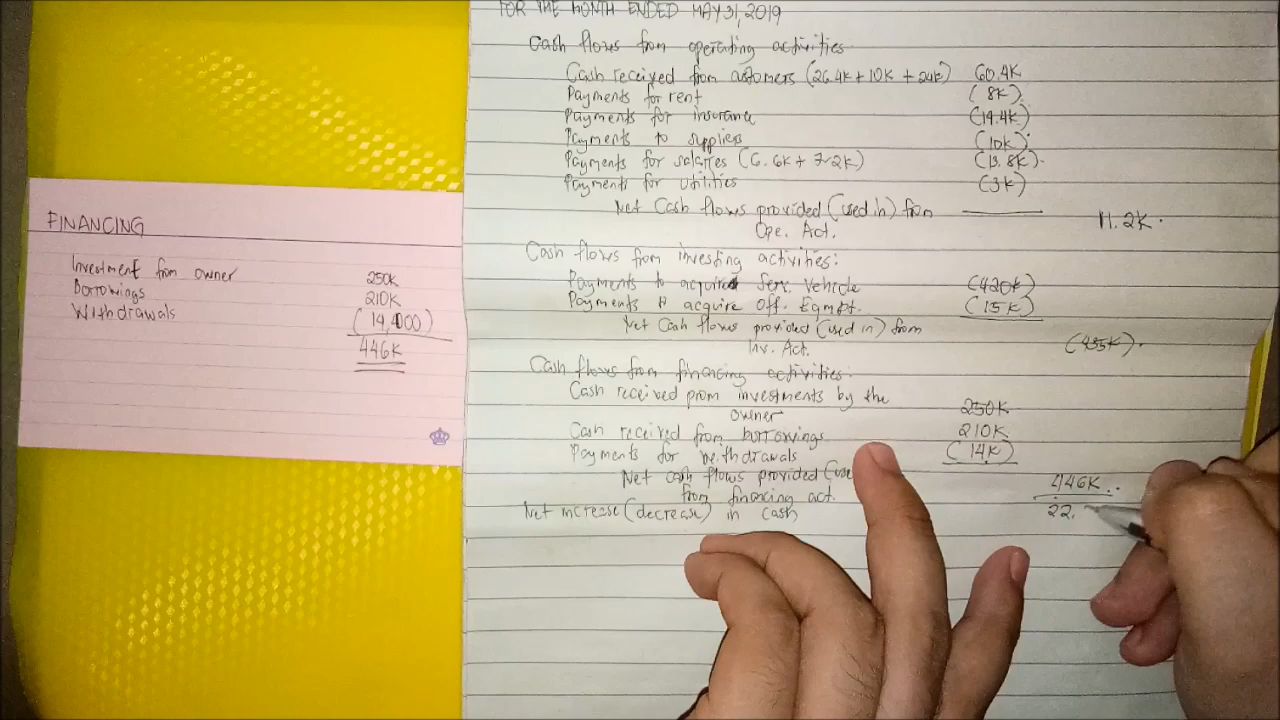 FINANCING
Investment from owner 250K
Borrowings 210K
Withdrawals (14,000)
446K
FOR THE MONTH ENDED MAY 31, 2019
Cash flows from operating activities
Cash received from customers (26.4K + 10K + 24K) 60.4K
Payments for rent (8K)
Payments for insurance (14.4K)
Payments to suppliers (10K)
Payments for salaries (6.6K + 7.2K) (13.8K)
Payments for utilities (3K)
Net Cash flows provided (used in) from
Ope. Act. 11.2K
Cash flows from investing activities:
Payments to acquire Serv. Vehicle (420K)
Payments to acquire Off. Eqmpt. (15K)
Net Cash flows provided (used in) from
Inv. Act. (435K)
Cash flows from financing activities:
Cash received from investments by the
owner 250K
Cash received from borrowings 210K
Payments for withdrawals (14K)
Net cash flows provided (use
from financing act. 446K
Net increase (decrease) in cash 22.